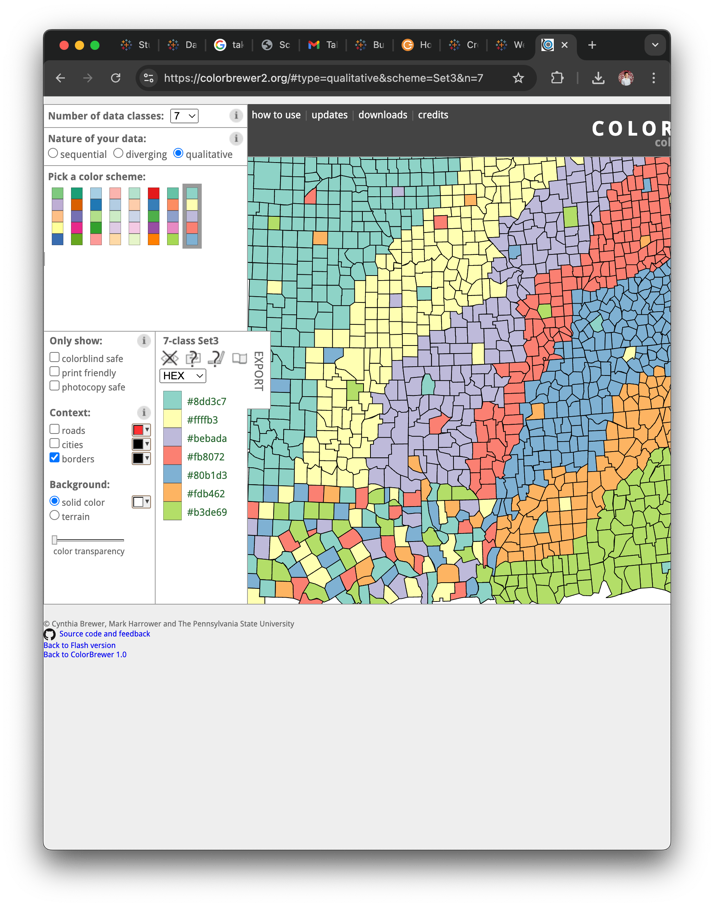 Sti
Da
tal
Sc
Tal
Bu
Ho
Cr
We
https://colorbrewer2.org/#type=qualitative&scheme=Set3&n=7
Number of data classes: 7 i
how to use | updates | downloads | credits
COLOR
col
Nature of your data: i
sequential diverging qualitative
Pick a color scheme:
Only show: i
colorblind safe
print friendly
photocopy safe
Context: i
roads
cities
borders
Background:
solid color
terrain
color transparency
7-class Set3
HEX
EXPORT
#8dd3c7
#ffffb3
#bebada
#fb8072
#80b1d3
#fdb462
#b3de69
© Cynthia Brewer, Mark Harrower and The Pennsylvania State University
Source code and feedback
Back to Flash version
Back to ColorBrewer 1.0